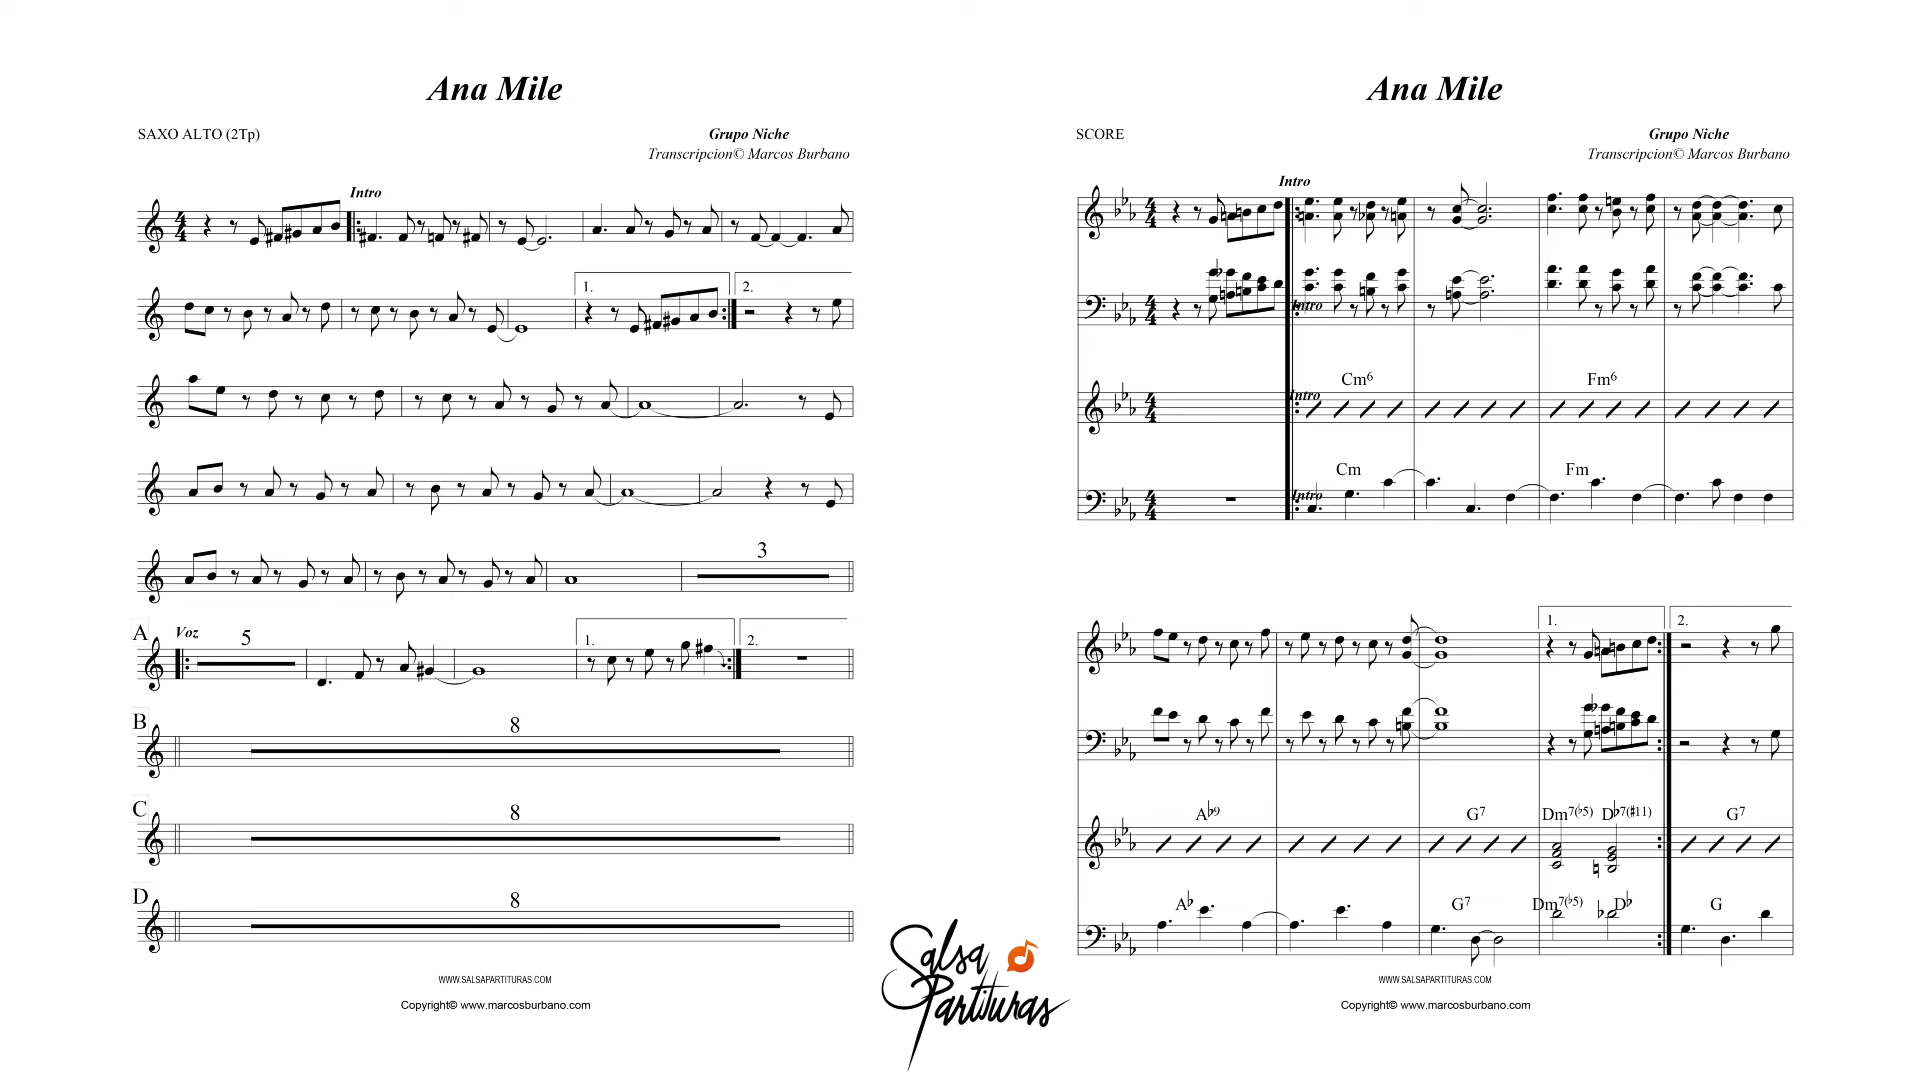 Ana Mile
SAXO ALTO (2Tp)
Grupo Niche
Transcripcion© Marcos Burbano
Intro
1.
2.
3
A
Voz
5
1.
2.
B
8
C
8
D
8
WWW.SALSAPARTITURAS.COM
Copyright© www.marcosburbano.com
Salsa
Partituras
Ana Mile
SCORE
Grupo Niche
Transcripcion© Marcos Burbano
Intro
Intro
Cm6
Fm6
Intro
Cm
Fm
Intro
1.
2.
A♭9
G7
Dm7(♭5)
D♭7(♯11)
G7
A♭
G7
Dm7(♭5)
D♭
G
WWW.SALSAPARTITURAS.COM
Copyright© www.marcosburbano.com